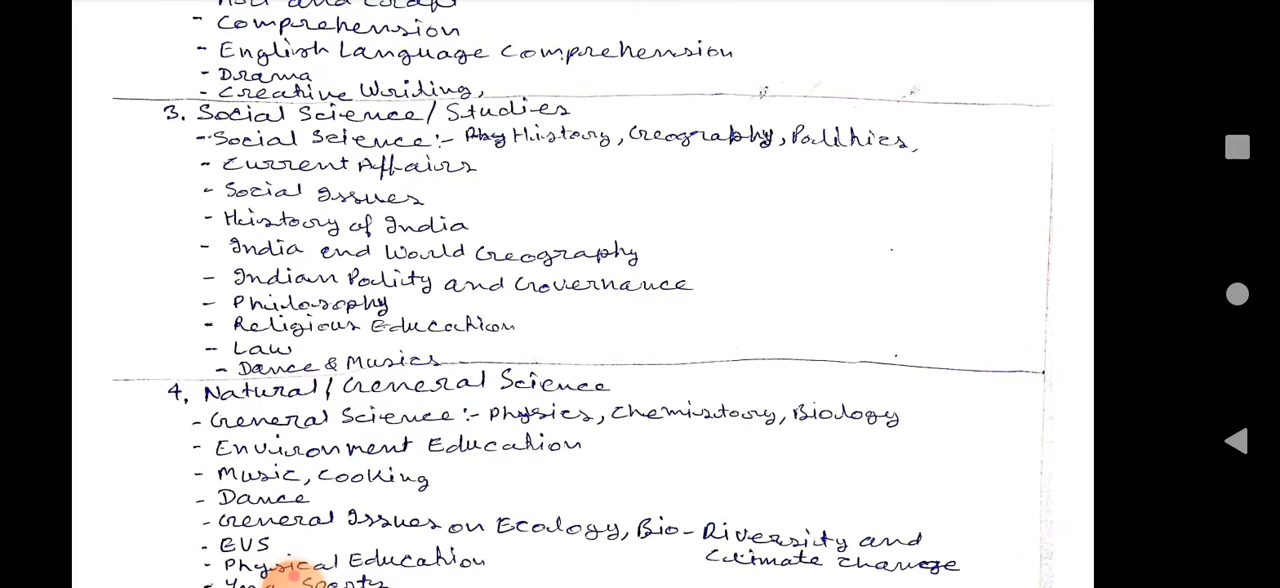 - Comprehension
- English Language Comprehension
- Drama
- Creative Writing,
3. Social Science/Studies
- Social Science:- History, Geography, Politics,
- Current Affairs
- Social Issues
- History of India
- India and World Geography
- Indian Polity and Governance
- Philosophy
- Religious Education
- Law
- Dance & Musics
4. Natural/General Science
- General Science:- Physics, Chemistory, Biology
- Environment Education
- Music, Cooking
- Dance
- General Issues on Ecology, Bio-Diversity and
Climate change
- EVS
- Physical Education